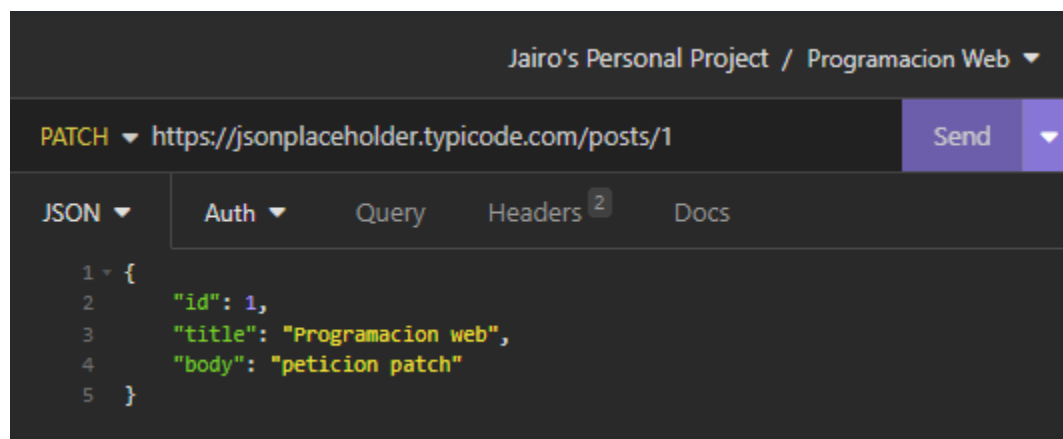 Jairo's Personal Project / Programacion Web
PATCH https://jsonplaceholder.typicode.com/posts/1 Send
JSON Auth Query Headers 2 Docs
1 {
2 "id": 1,
3 "title": "Programacion web",
4 "body": "peticion patch"
5 }